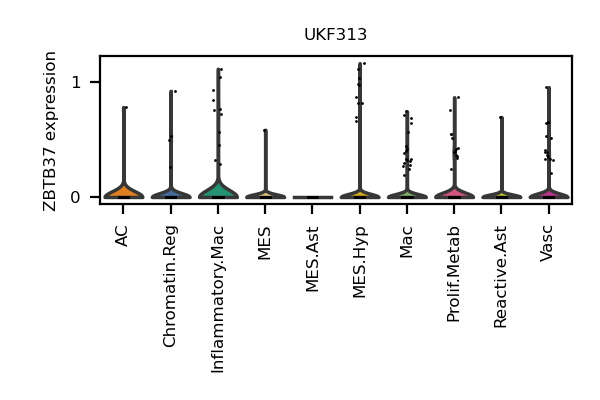 UKF313
ZBTB37 expression
1
0
AC
Chromatin.Reg
Inflammatory.Mac
MES
MES.Ast
MES.Hyp
Mac
Prolif.Metab
Reactive.Ast
Vasc